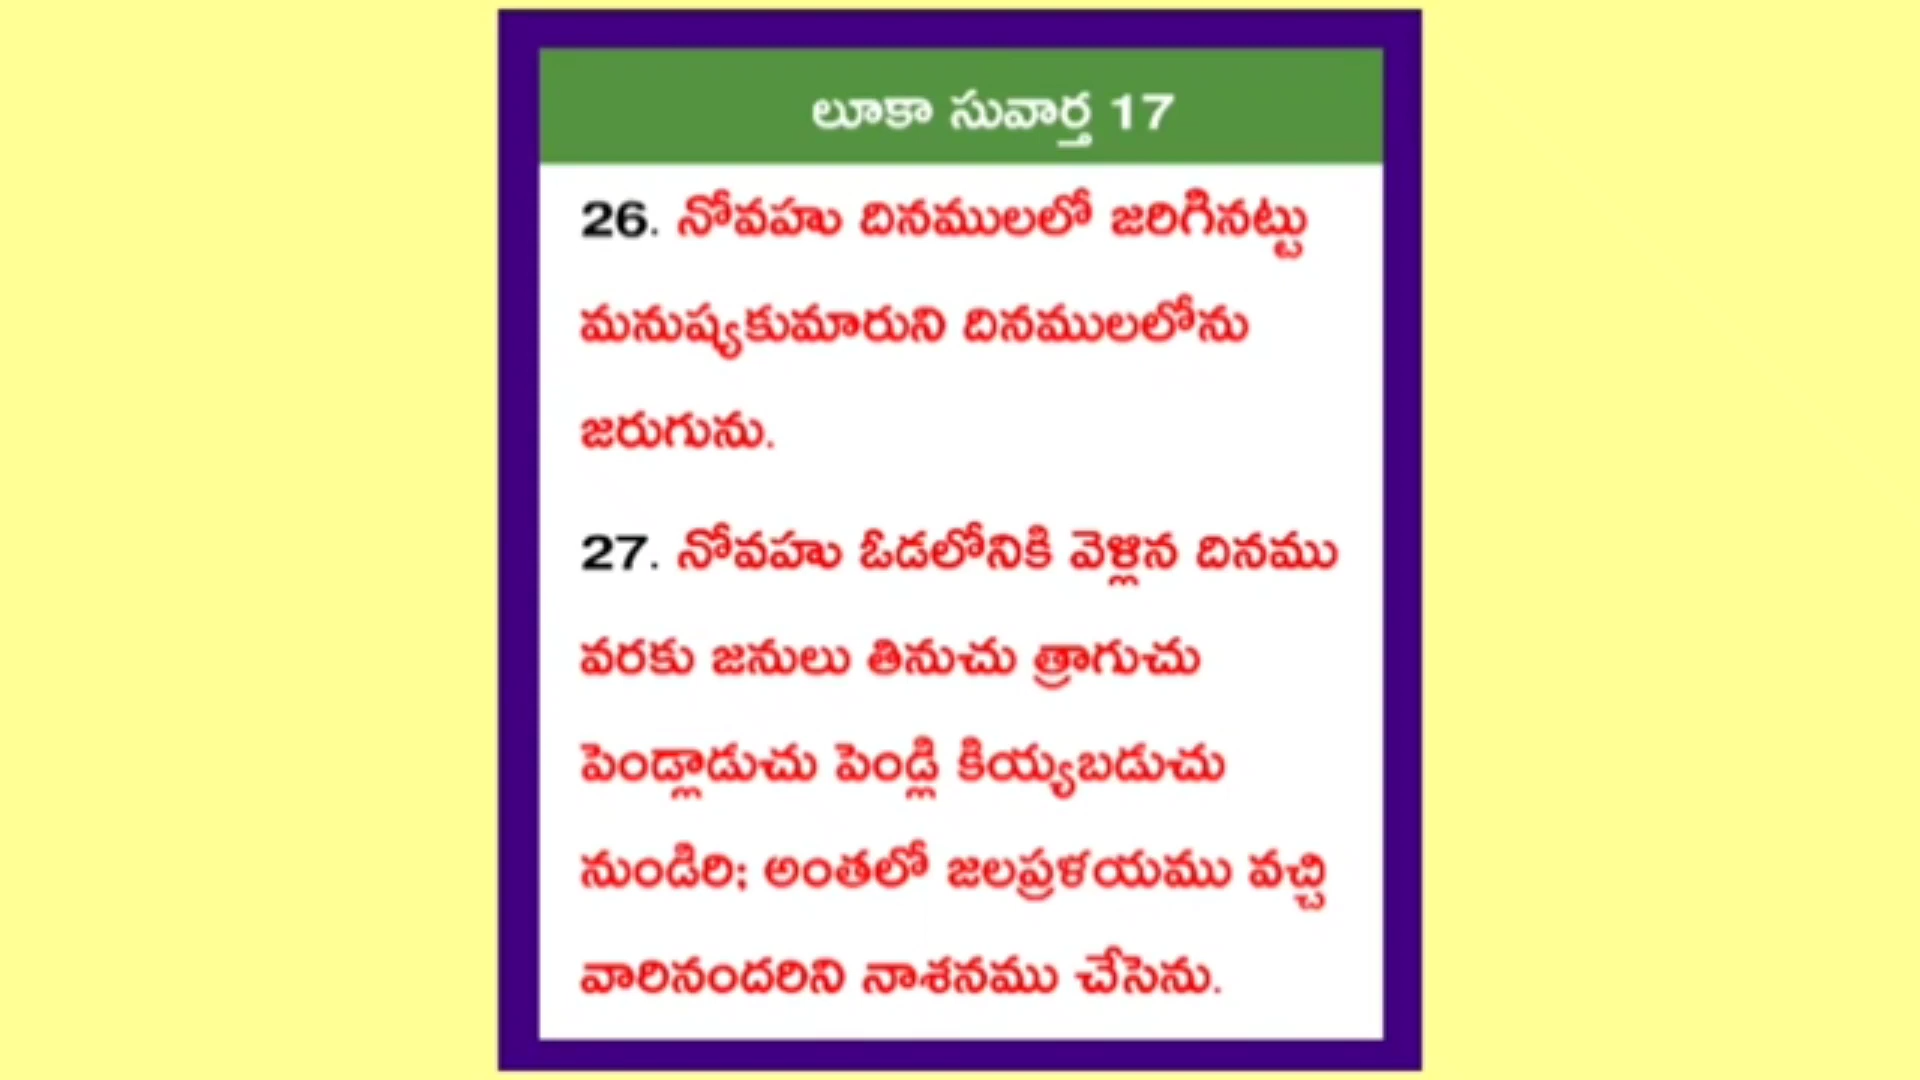 లూకా సువార్త 17
26. నోవహు దినములలో జరిగినట్టు
మనుష్యకుమారుని దినములలోను
జరుగును.
27. నోవహు ఓడలోనికి వెళ్లిన దినము
వరకు జనులు తినుచు త్రాగుచు
పెండ్లాడుచు పెండ్లి కియ్యబడుచు
నుండిరి; అంతలో జలప్రళయము వచ్చి
వారినందరిని నాశనము చేసెను.